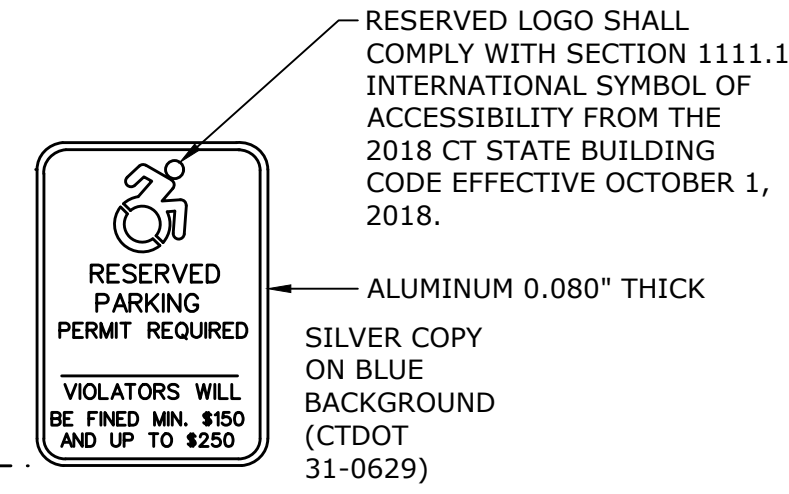 RESERVED LOGO SHALL
COMPLY WITH SECTION 1111.1
INTERNATIONAL SYMBOL OF
ACCESSIBILITY FROM THE
2018 CT STATE BUILDING
CODE EFFECTIVE OCTOBER 1,
2018.
RESERVED
PARKING
PERMIT REQUIRED
VIOLATORS WILL
BE FINED MIN. $150
AND UP TO $250
ALUMINUM 0.080" THICK
SILVER COPY
ON BLUE
BACKGROUND
(CTDOT
31-0629)